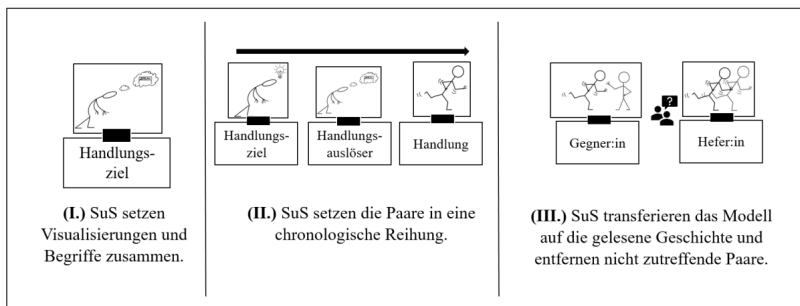 Handlungs-
ziel
(I.) SuS setzen
Visualisierungen und
Begriffe zusammen.
Handlungs-
ziel
Handlungs-
auslöser
Handlung
(II.) SuS setzen die Paare in eine
chronologische Reihung.
?
Gegner:in
Hefer:in
(III.) SuS transferieren das Modell
auf die gelesene Geschichte und
entfernen nicht zutreffende Paare.